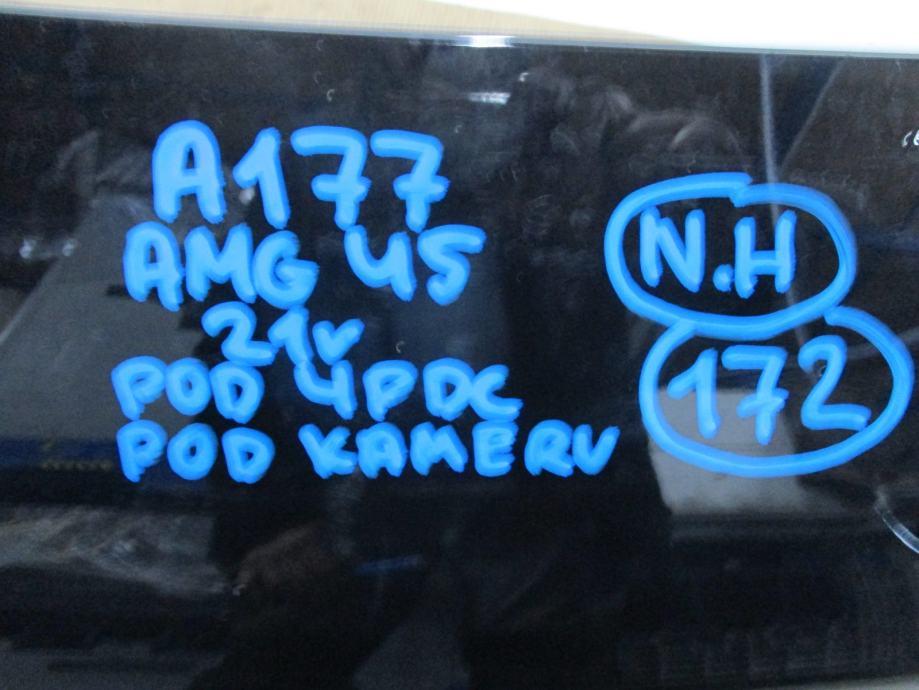 A177
AMG 45
21v
POD 4PDC
POD KAMERU
N.H
172